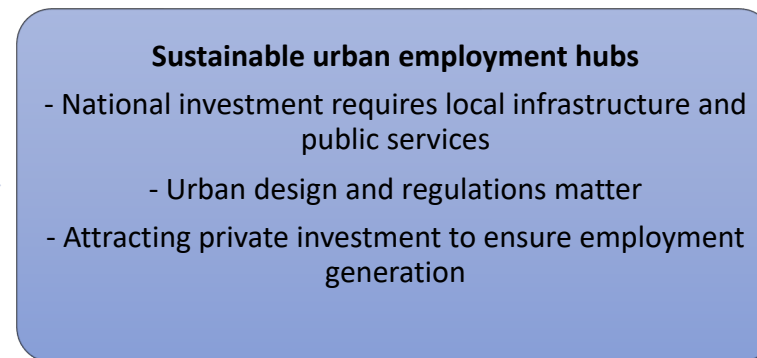 Sustainable urban employment hubs
- National investment requires local infrastructure and
public services
- Urban design and regulations matter
- Attracting private investment to ensure employment
generation